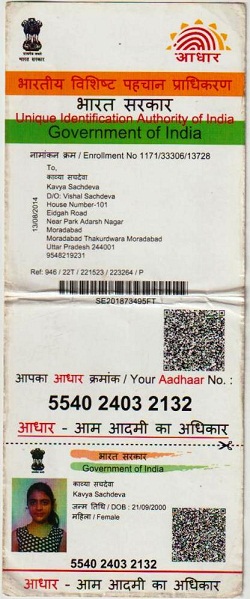 आधार
भारतीय विशिष्ट पहचान प्राधिकरण
भारत सरकार
Unique Identification Authority of India
Government of India
नामांकन क्रम / Enrollment No 1171/33306/13728
To,
काव्या सचदेवा
Kavya Sachdeva
D/O: Vishal Sachdeva
House Number-101
Eidgah Road
Near Park Adarsh Nagar
Moradabad
Moradabad Thakurdwara Moradabad
Uttar Pradesh 244001
9548219231
13/08/2014
Ref: 946 / 22T / 221523 / 223264 / P
SE201873495FT
आपका आधार क्रमांक / Your Aadhaar No. :
5540 2403 2132
आधार - आम आदमी का अधिकार
भारत सरकार
Government of India
काव्या सचदेवा
Kavya Sachdeva
जन्म तिथि / DOB : 21/09/2000
महिला / Female
5540 2403 2132
आधार - आम आदमी का अधिकार